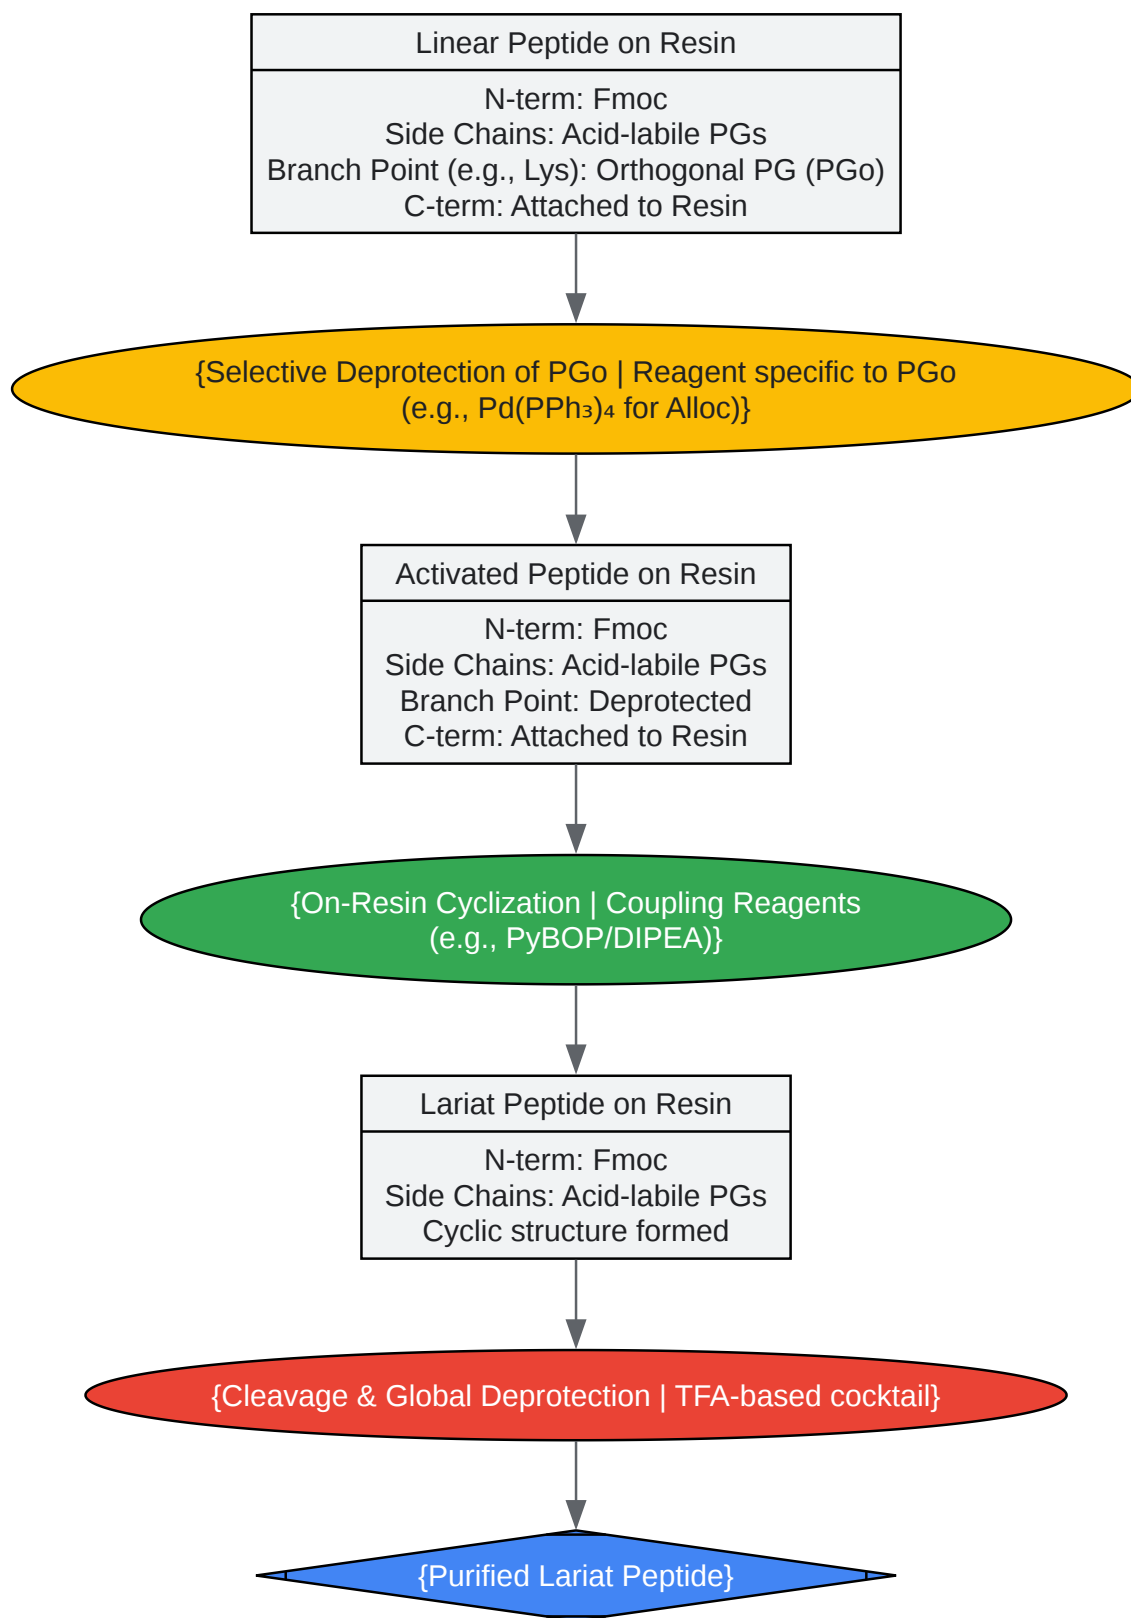 Linear Peptide on Resin
N-term: Fmoc
Side Chains: Acid-labile PGs
Branch Point (e.g., Lys): Orthogonal PG (PGo)
C-term: Attached to Resin
{Selective Deprotection of PGo | Reagent specific to PGo
(e.g., Pd(PPh₃)₄ for Alloc)}
Activated Peptide on Resin
N-term: Fmoc
Side Chains: Acid-labile PGs
Branch Point: Deprotected
C-term: Attached to Resin
{On-Resin Cyclization | Coupling Reagents
(e.g., PyBOP/DIPEA)}
Lariat Peptide on Resin
N-term: Fmoc
Side Chains: Acid-labile PGs
Cyclic structure formed
{Cleavage & Global Deprotection | TFA-based cocktail}
{Purified Lariat Peptide}